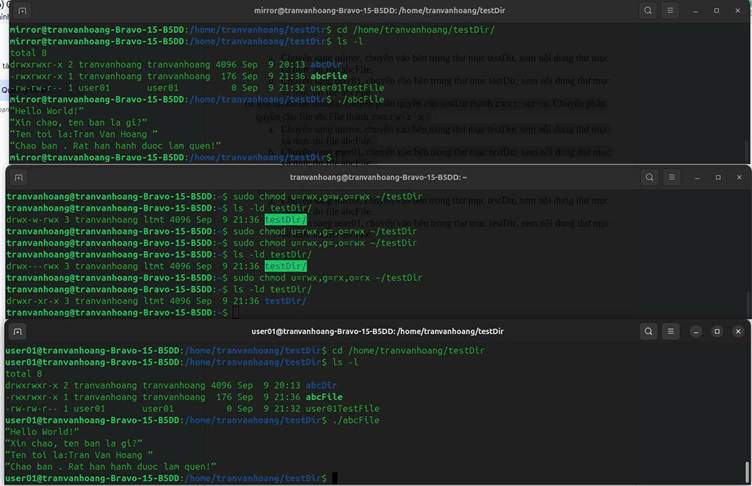 mirror@tranvanhoang-Bravo-15-B5DD: /home/tranvanhoang/testDir
mirror@tranvanhoang-Bravo-15-B5DD:/home/tranvanhoang/testDir$ cd /home/tranvanhoang/testDir/
mirror@tranvanhoang-Bravo-15-B5DD:/home/tranvanhoang/testDir$ ls -l
total 8
drwxrwxr-x 2 tranvanhoang tranvanhoang 4096 Sep  9 20:13 abcDir
-rwxrwxr-x 1 tranvanhoang tranvanhoang  176 Sep  9 21:36 abcFile
-rw-rw-r-- 1 user01       user01          0 Sep  9 21:32 user01TestFile
mirror@tranvanhoang-Bravo-15-B5DD:/home/tranvanhoang/testDir$ ./abcFile
“Hello World!”
“Xin chao, ten ban la gi?”
“Ten toi la:Tran Van Hoang ”
“Chao ban . Rat han hanh duoc lam quen!”
mirror@tranvanhoang-Bravo-15-B5DD:/home/tranvanhoang/testDir$
tranvanhoang@tranvanhoang-Bravo-15-B5DD: ~
tranvanhoang@tranvanhoang-Bravo-15-B5DD:~$ sudo chmod u=rwx,g=w,o=rwx ~/testDir
tranvanhoang@tranvanhoang-Bravo-15-B5DD:~$ ls -ld testDir/
drwx-w-rwx 3 tranvanhoang ltmt 4096 Sep  9 21:36 testDir/
tranvanhoang@tranvanhoang-Bravo-15-B5DD:~$ sudo chmod u=rwx,g=,o=rwx ~/testDir
tranvanhoang@tranvanhoang-Bravo-15-B5DD:~$ sudo chmod u=rwx,g=,o=rwx ~/testDir
tranvanhoang@tranvanhoang-Bravo-15-B5DD:~$ ls -ld testDir/
drwx---rwx 3 tranvanhoang ltmt 4096 Sep  9 21:36 testDir/
tranvanhoang@tranvanhoang-Bravo-15-B5DD:~$ sudo chmod u=rwx,g=rx,o=rx ~/testDir
tranvanhoang@tranvanhoang-Bravo-15-B5DD:~$ ls -ld testDir/
drwxr-xr-x 3 tranvanhoang ltmt 4096 Sep  9 21:36 testDir/
tranvanhoang@tranvanhoang-Bravo-15-B5DD:~$
user01@tranvanhoang-Bravo-15-B5DD: /home/tranvanhoang/testDir
user01@tranvanhoang-Bravo-15-B5DD:/home/tranvanhoang/testDir$ cd /home/tranvanhoang/testDir
user01@tranvanhoang-Bravo-15-B5DD:/home/tranvanhoang/testDir$ ls -l
total 8
drwxrwxr-x 2 tranvanhoang tranvanhoang 4096 Sep  9 20:13 abcDir
-rwxrwxr-x 1 tranvanhoang tranvanhoang  176 Sep  9 21:36 abcFile
-rw-rw-r-- 1 user01       user01          0 Sep  9 21:32 user01TestFile
user01@tranvanhoang-Bravo-15-B5DD:/home/tranvanhoang/testDir$ ./abcFile
“Hello World!”
“Xin chao, ten ban la gi?”
“Ten toi la:Tran Van Hoang ”
“Chao ban . Rat han hanh duoc lam quen!”
user01@tranvanhoang-Bravo-15-B5DD:/home/tranvanhoang/testDir$